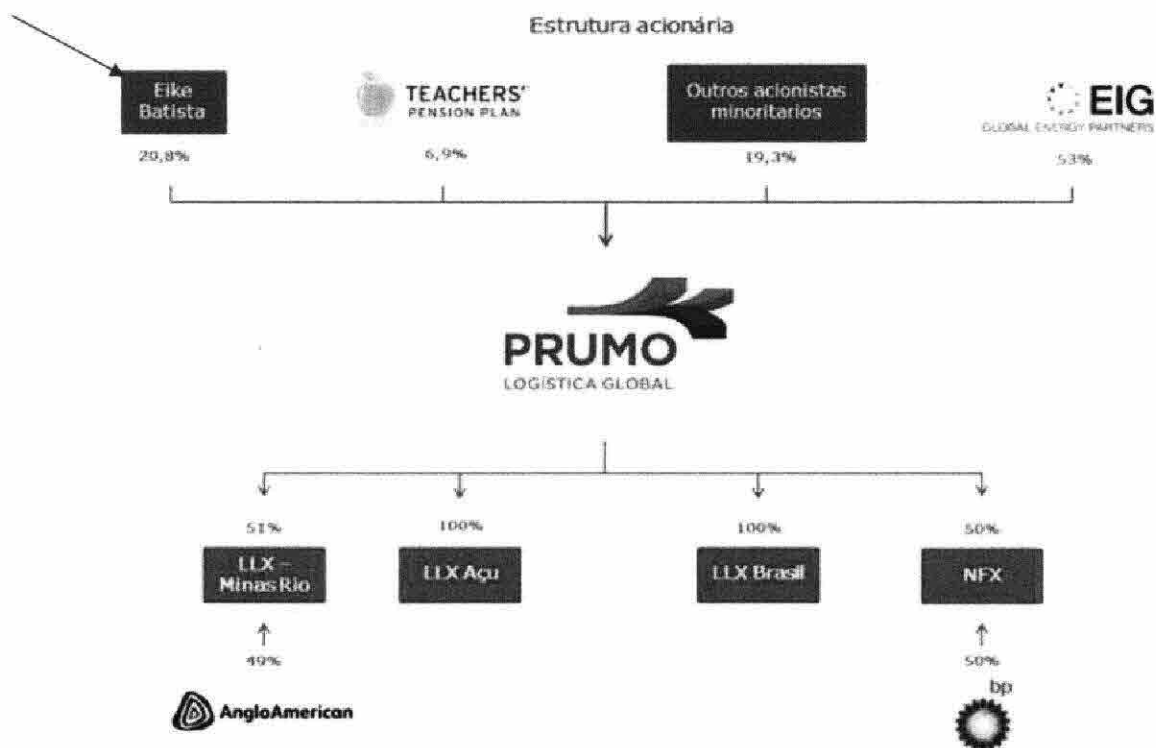 Estrutura acionária
Eike
Batista
20,8%
TEACHERS'
PENSION PLAN
6,9%
Outros acionistas
minoritarios
19,3%
EIG
GLOBAL ENERGY PARTNERS
53%
PRUMO
LOGÍSTICA GLOBAL
51%
LLX –
Minas Rio
49%
AngloAmerican
100%
LLX Açu
100%
LLX Brasil
50%
NFX
50%
bp